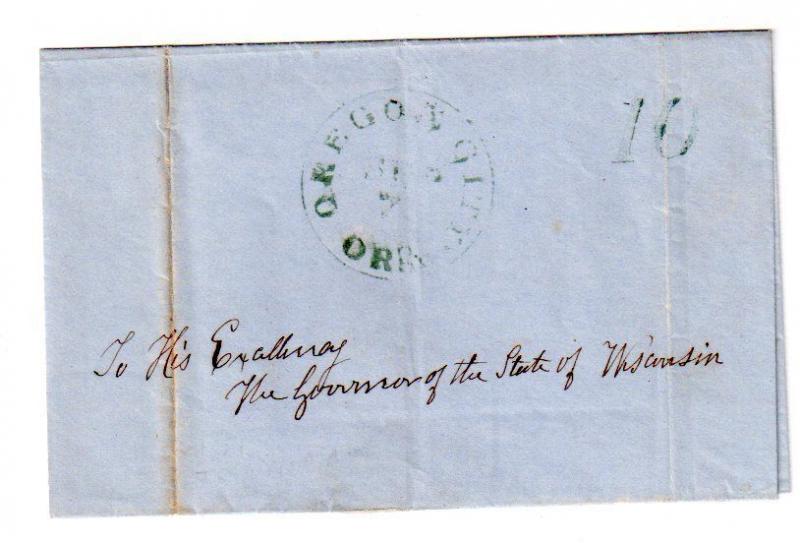 OREGON CITY
ORE.
10
To His Excellency
The Governor of the State of Wisconsin